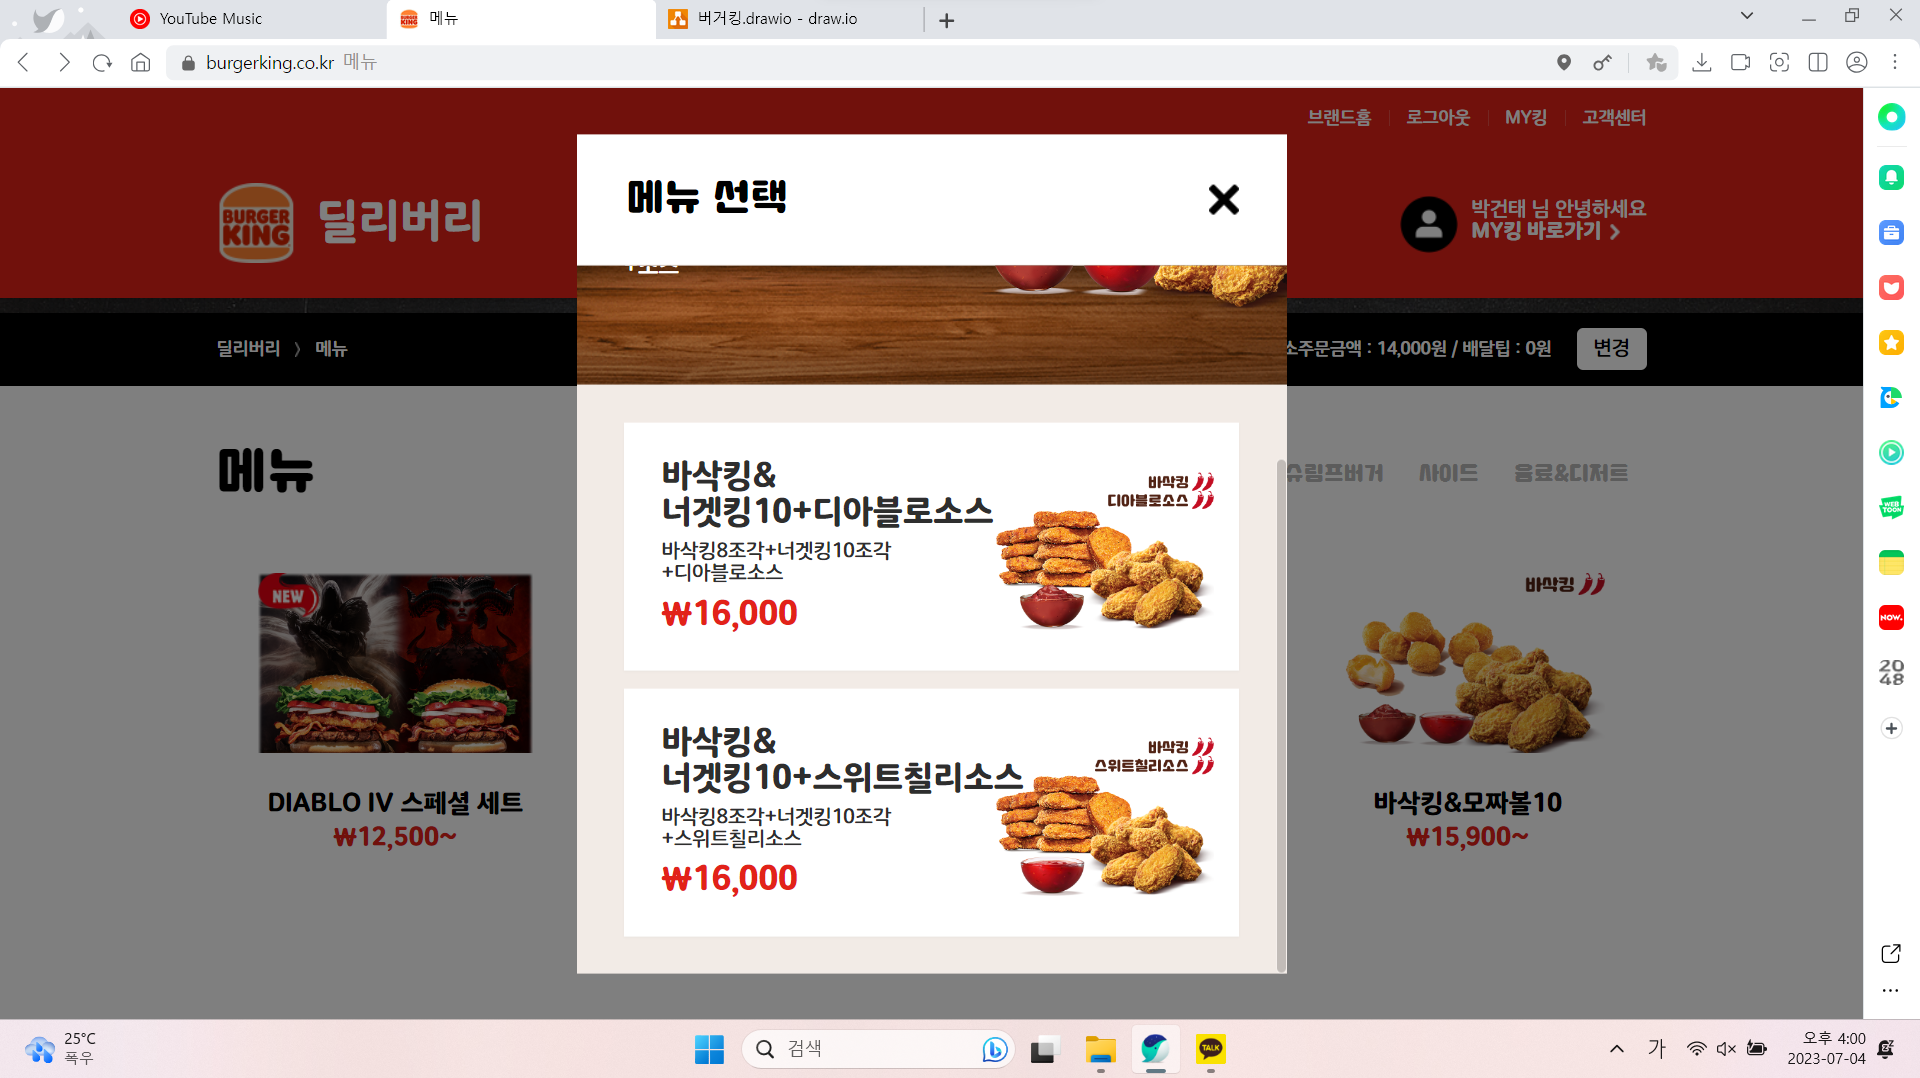 YouTube Music
메뉴
버거킹.drawio - draw.io
burgerking.co.kr 메뉴
브랜드홈 로그아웃 MY킹 고객센터
메뉴 선택
BURGER KING 딜리버리
박건태 님 안녕하세요
MY킹 바로가기
+소스
딜리버리 메뉴
소주문금액 : 14,000원 / 배달팁 : 0원 변경
메뉴
슈림프버거 사이드 음료&디저트
바삭킹&
너겟킹10+디아블로소스
바삭킹8조각+너겟킹10조각
+디아블로소스
₩16,000
바삭킹
디아블로소스
바삭킹&
너겟킹10+스위트칠리소스
바삭킹8조각+너겟킹10조각
+스위트칠리소스
₩16,000
바삭킹
스위트칠리소스
NEW
DIABLO IV 스페셜 세트
₩12,500~
바삭킹
바삭킹&모짜볼10
₩15,900~
WEB
TOON
NOW.
20
48
25°C
폭우
검색
TALK
가
오후 4:00
2023-07-04